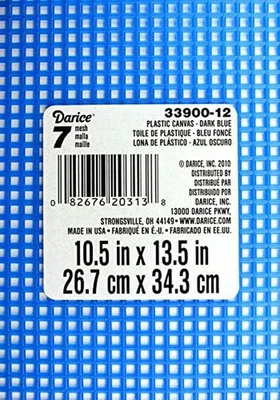 Darice®
33900-12
7 mesh
malla
maille
PLASTIC CANVAS - DARK BLUE
TOILE DE PLASTIQUE - BLEU FONCÉ
LONA DE PLÁSTICO - AZUL OSCURO
0 82676 20313 8
© DARICE, INC. 2010
DISTRIBUTED BY
DISTRIBUÉ PAR
DISTRIBUIDO POR
DARICE, INC.
13000 DARICE PKWY,
STRONGSVILLE, OH 44149 • WWW.DARICE.COM
MADE IN USA • FABRIQUÉ EN É.-U. • FABRICADO EN EE.UU.
10.5 in x 13.5 in
26.7 cm x 34.3 cm